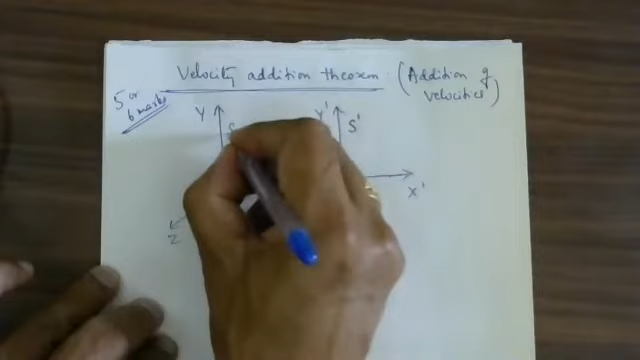 Velocity addition theorem (Addition of velocities)
5 or 6 marks
Y S Y' S'
X'
Z